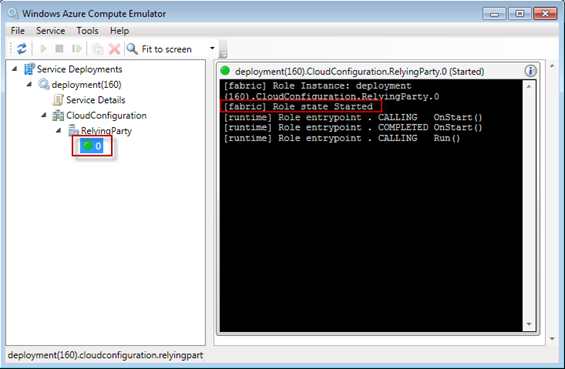 Windows Azure Compute Emulator
File Service Tools Help
Fit to screen
Service Deployments
deployment(160)
Service Details
CloudConfiguration
RelyingParty
0
deployment(160).CloudConfiguration.RelyingParty.0 (Started)
[fabric] Role Instance: deployment
(160).CloudConfiguration.RelyingParty.0
[fabric] Role state Started
[runtime] Role entrypoint . CALLING OnStart()
[runtime] Role entrypoint . COMPLETED OnStart()
[runtime] Role entrypoint . CALLING Run()
deployment(160).cloudconfiguration.relyingpart